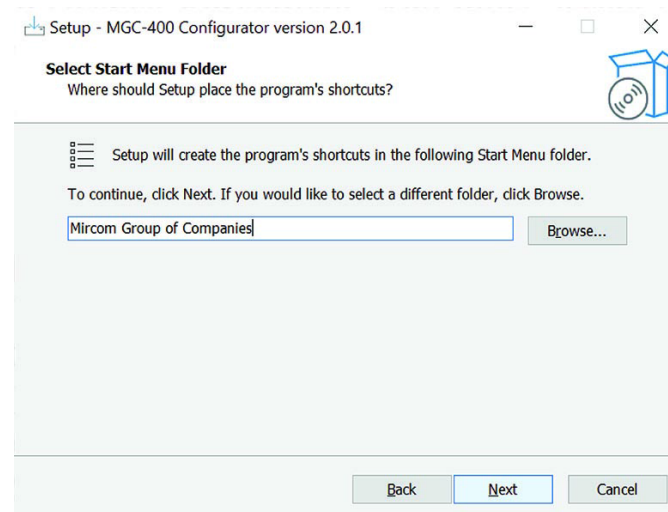 Setup - MGC-400 Configurator version 2.0.1
Select Start Menu Folder
Where should Setup place the program's shortcuts?
Setup will create the program's shortcuts in the following Start Menu folder.
To continue, click Next. If you would like to select a different folder, click Browse.
Mircom Group of Companies
Browse...
Back
Next
Cancel